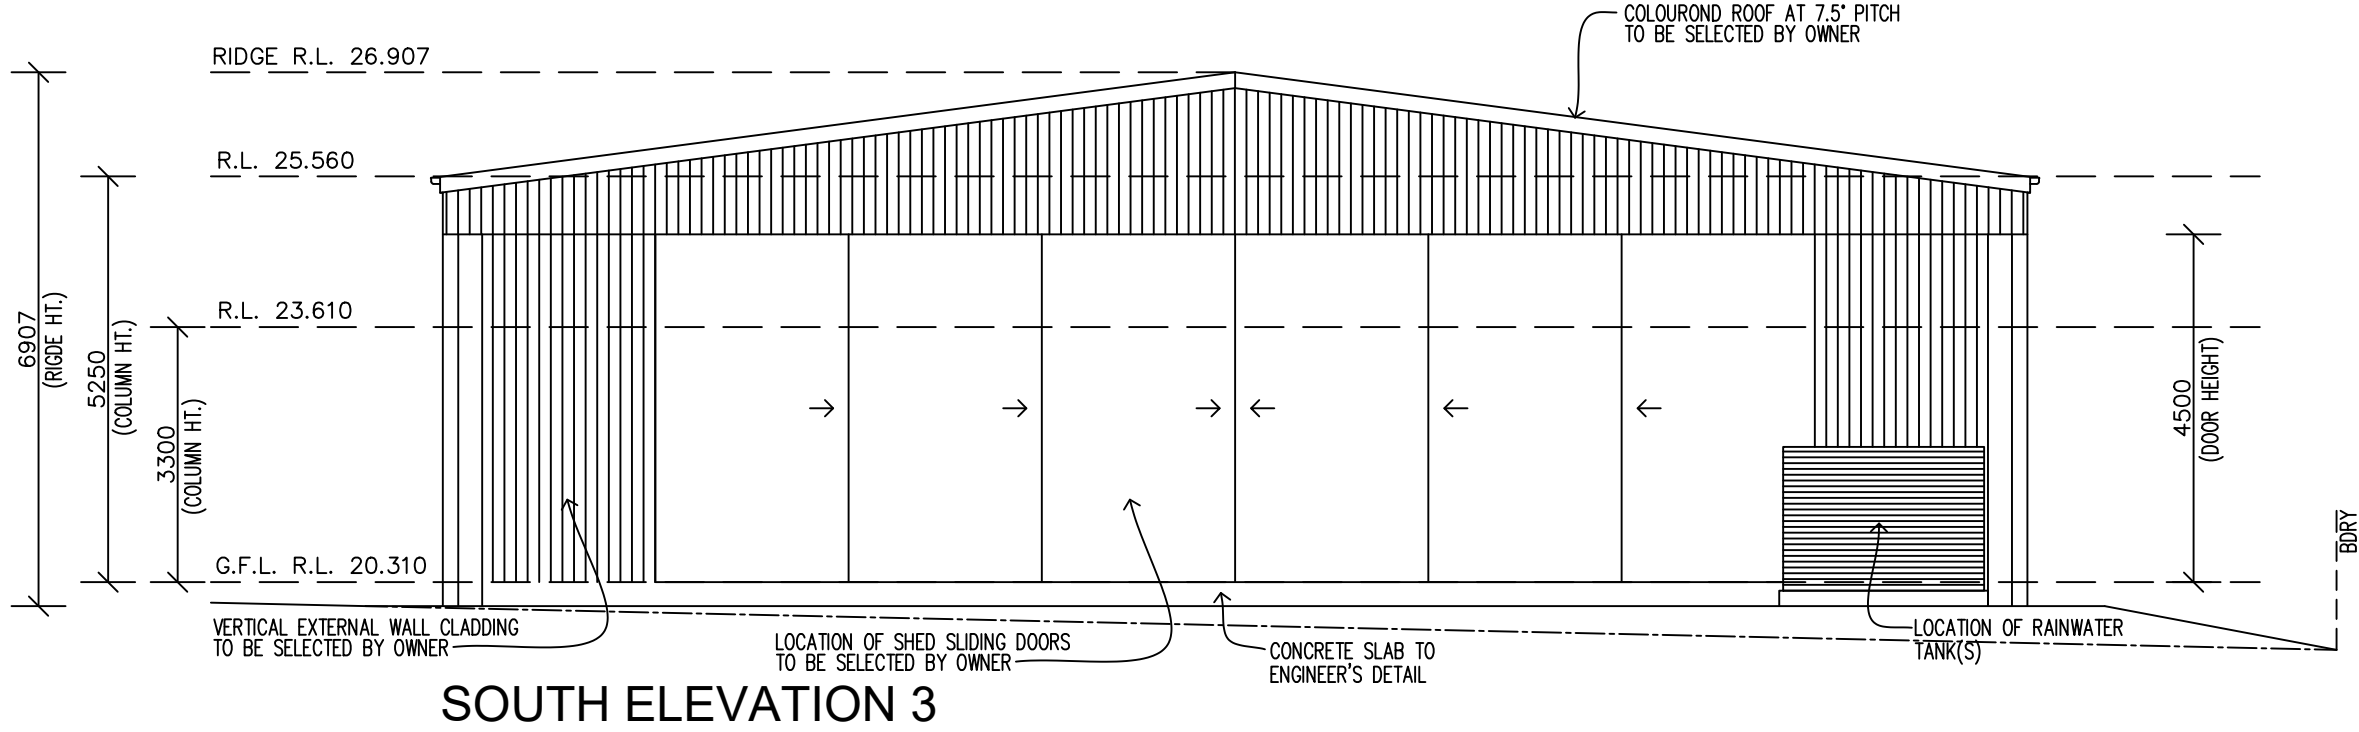 COLOUROND ROOF AT 7.5° PITCH
TO BE SELECTED BY OWNER
RIDGE R.L. 26.907
R.L. 25.560
R.L. 23.610
6907
(RIGDE HT.)
5250
(COLUMN HT.)
3300
(COLUMN HT.)
4500
(DOOR HEIGHT)
BDRY
G.F.L. R.L. 20.310
VERTICAL EXTERNAL WALL CLADDING
TO BE SELECTED BY OWNER
LOCATION OF SHED SLIDING DOORS
TO BE SELECTED BY OWNER
CONCRETE SLAB TO
ENGINEER'S DETAIL
LOCATION OF RAINWATER
TANK(S)
SOUTH ELEVATION 3